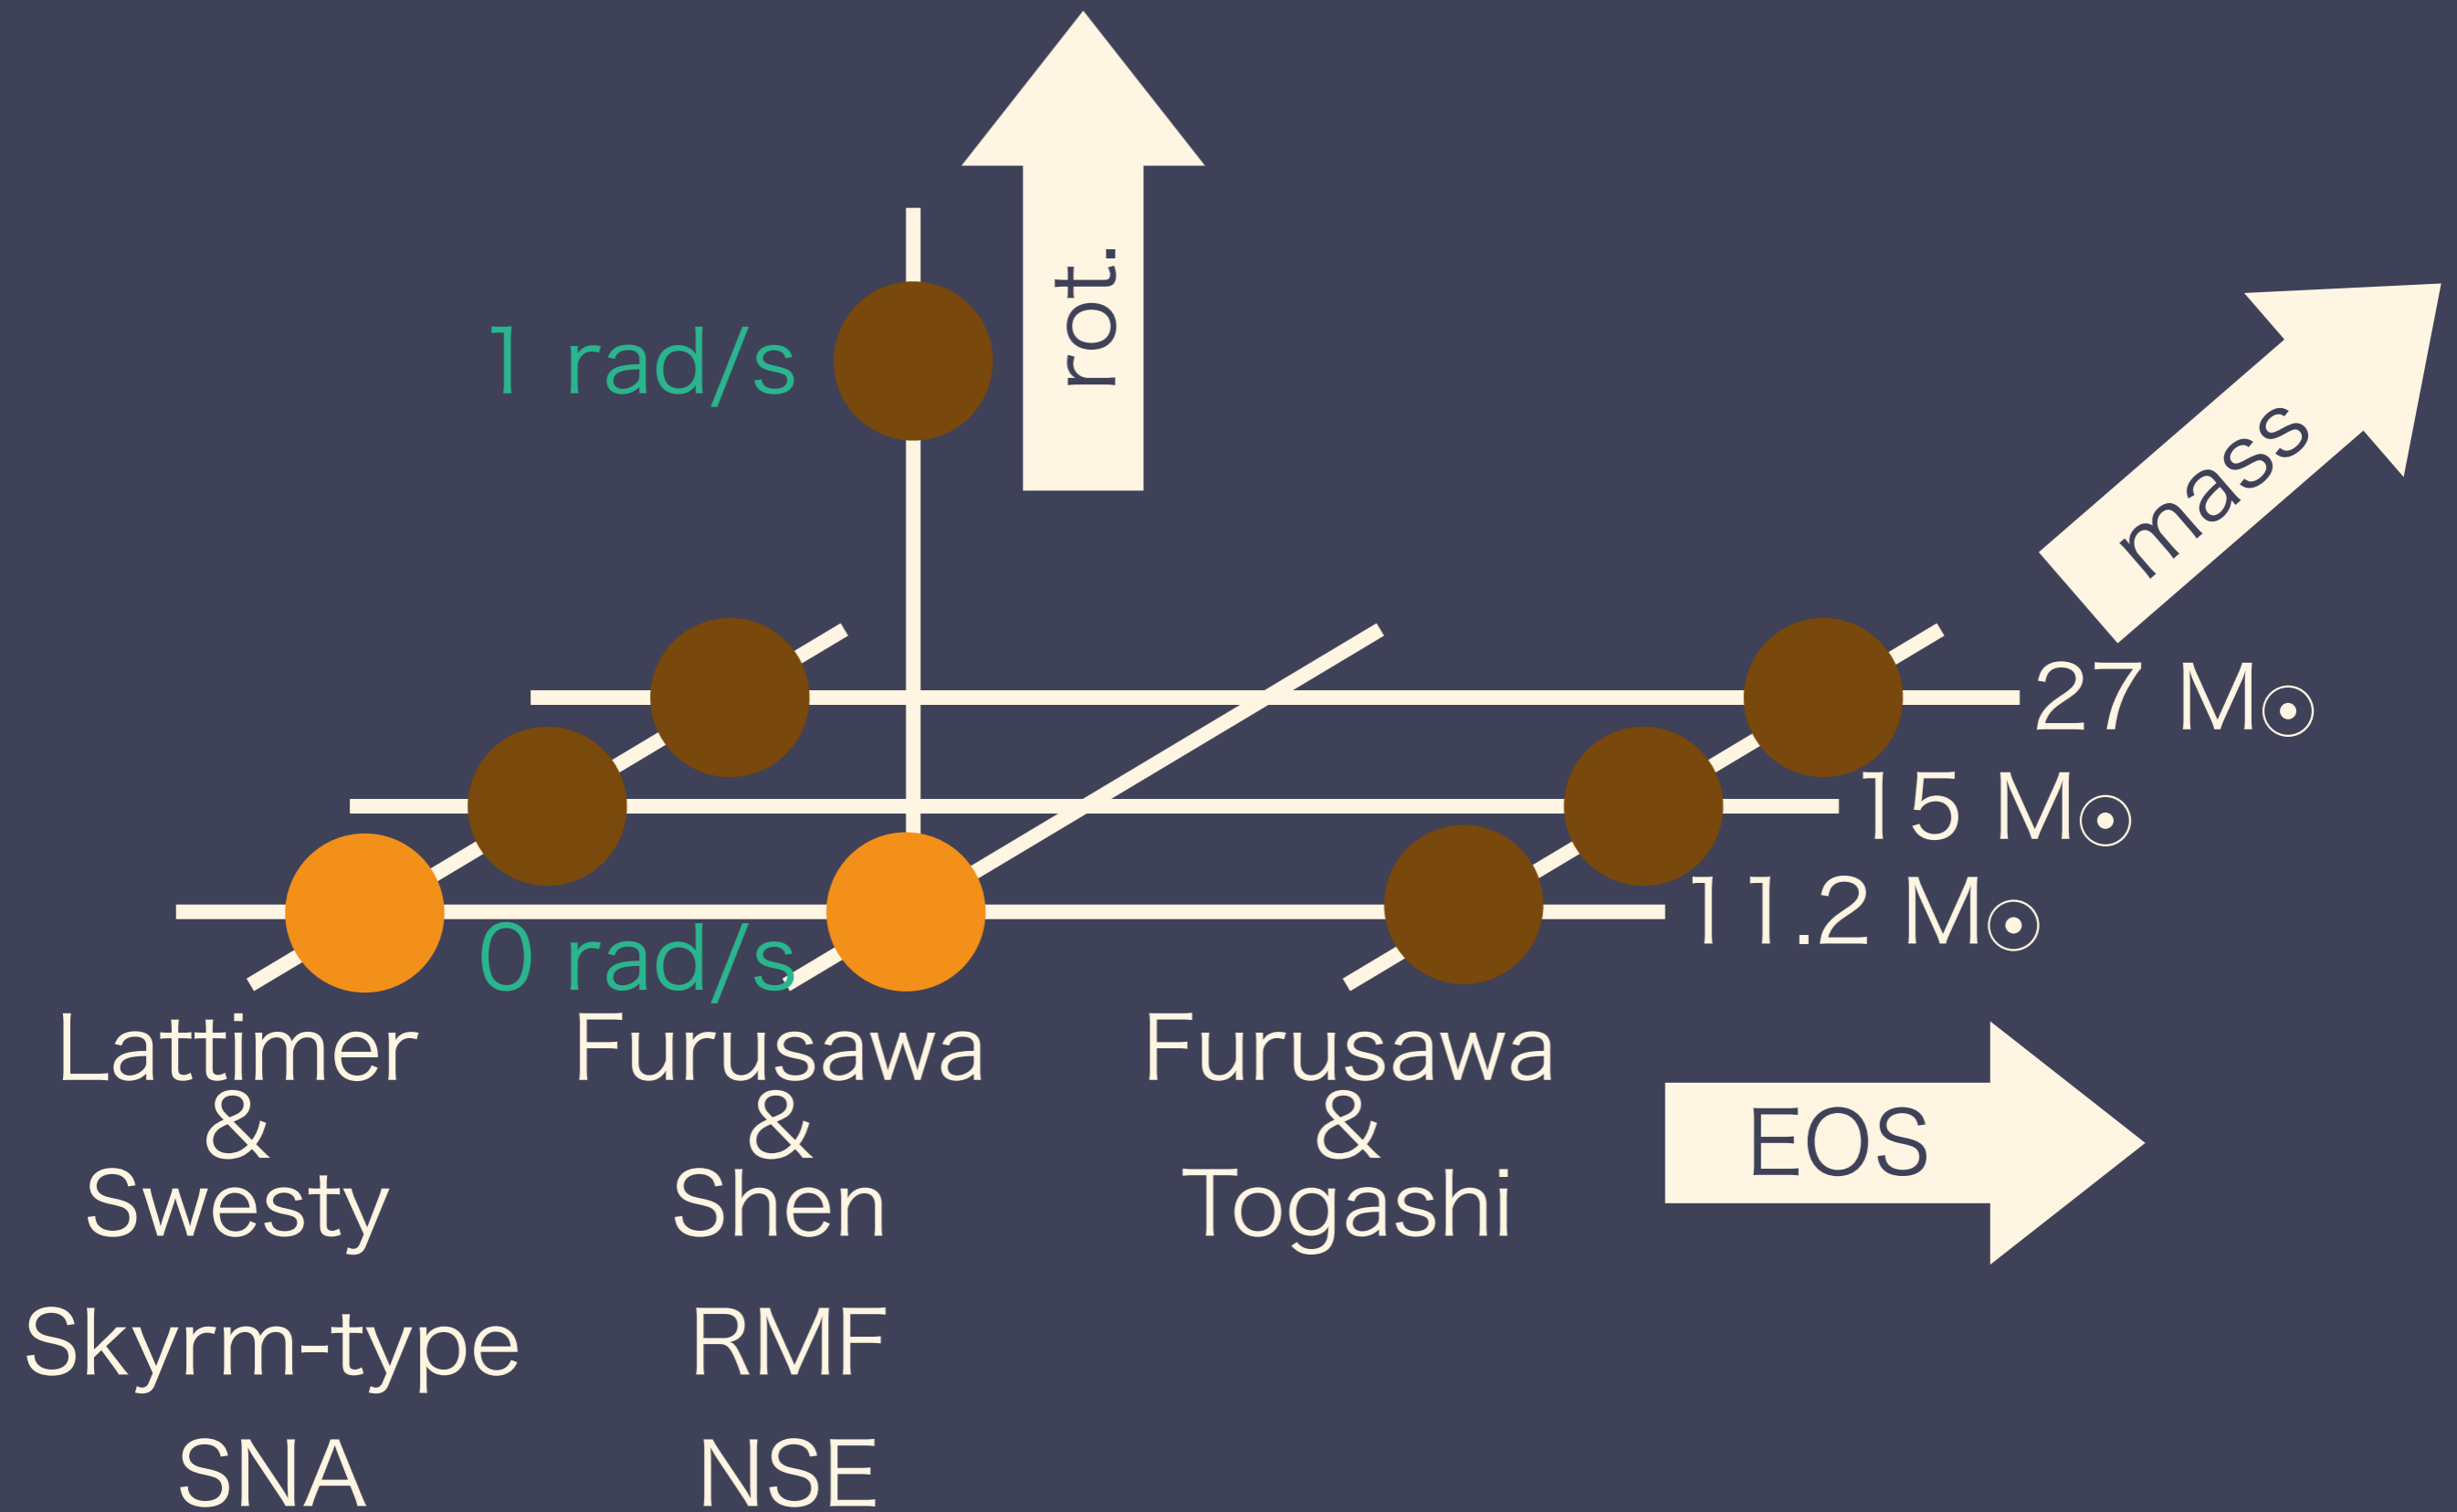 rot.
1 rad/s
mass
27 M☉
15 M☉
11.2 M☉
0 rad/s
Lattimer
&
Swesty
Furusawa
&
Shen
Furusawa
&
Togashi
EOS
Skyrm-type
RMF
SNA
NSE